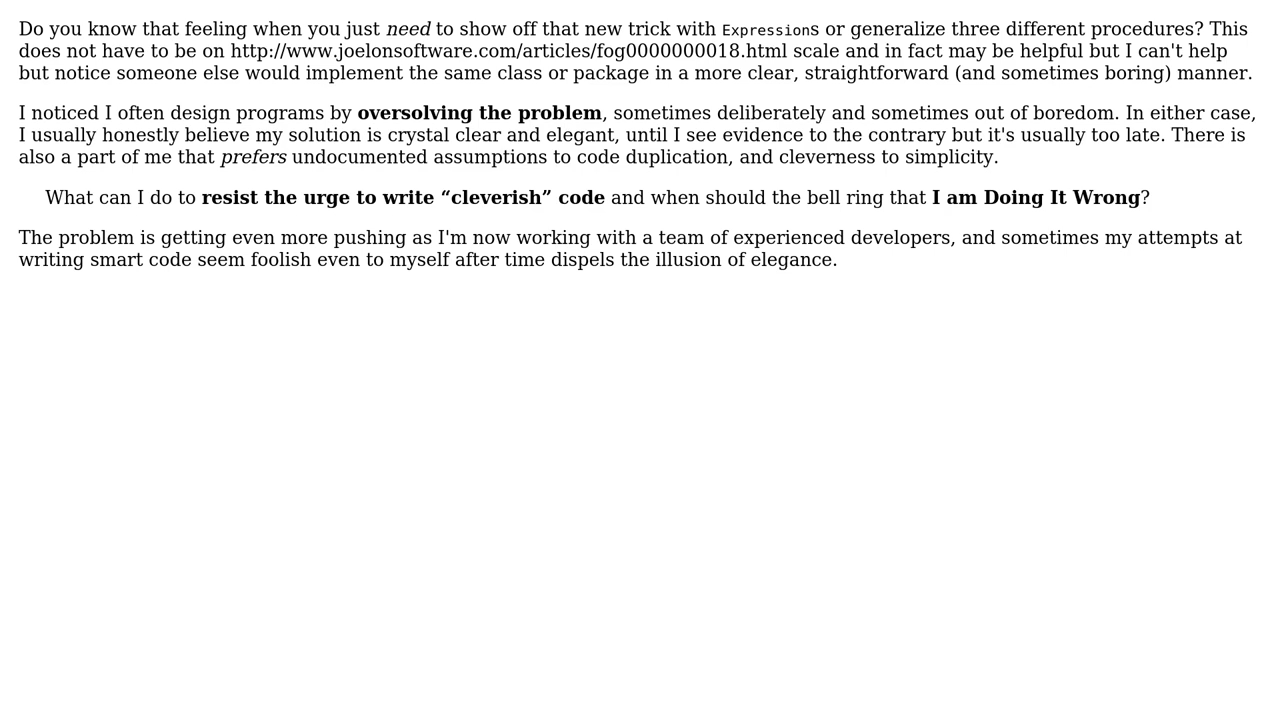 Do you know that feeling when you just need to show off that new trick with Expressions or generalize three different procedures? This
does not have to be on http://www.joelonsoftware.com/articles/fog0000000018.html scale and in fact may be helpful but I can't help
but notice someone else would implement the same class or package in a more clear, straightforward (and sometimes boring) manner.
I noticed I often design programs by oversolving the problem, sometimes deliberately and sometimes out of boredom. In either case,
I usually honestly believe my solution is crystal clear and elegant, until I see evidence to the contrary but it's usually too late. There is
also a part of me that prefers undocumented assumptions to code duplication, and cleverness to simplicity.
What can I do to resist the urge to write “cleverish” code and when should the bell ring that I am Doing It Wrong?
The problem is getting even more pushing as I'm now working with a team of experienced developers, and sometimes my attempts at
writing smart code seem foolish even to myself after time dispels the illusion of elegance.